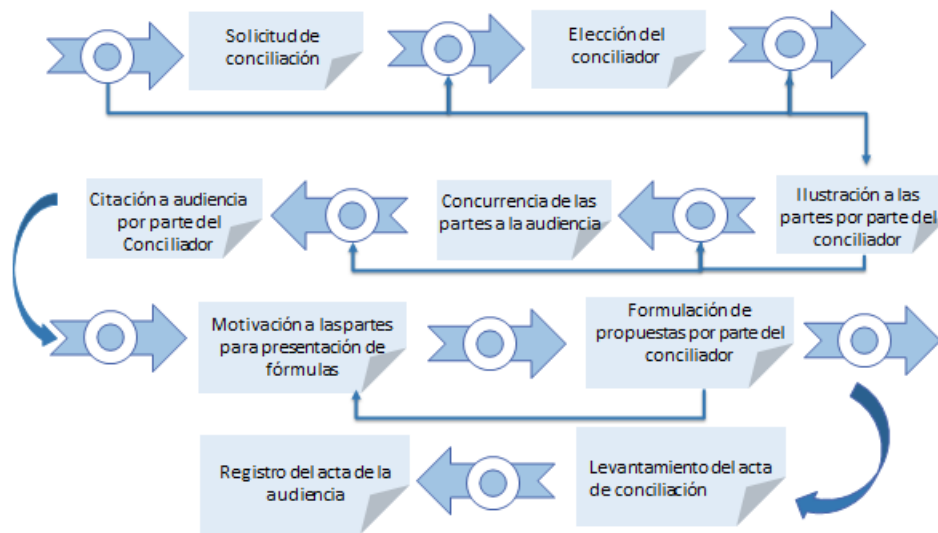 Solicitud de
conciliación
Elección del
conciliador
Citación a audiencia
por parte del
Conciliador
Concurrencia de las
partes a la audiencia
Ilustración a las
partes por parte del
conciliador
Motivación a las partes
para presentación de
fórmulas
Formulación de
propuestas por parte del
conciliador
Registro del acta de la
audiencia
Levantamiento del acta
de conciliación